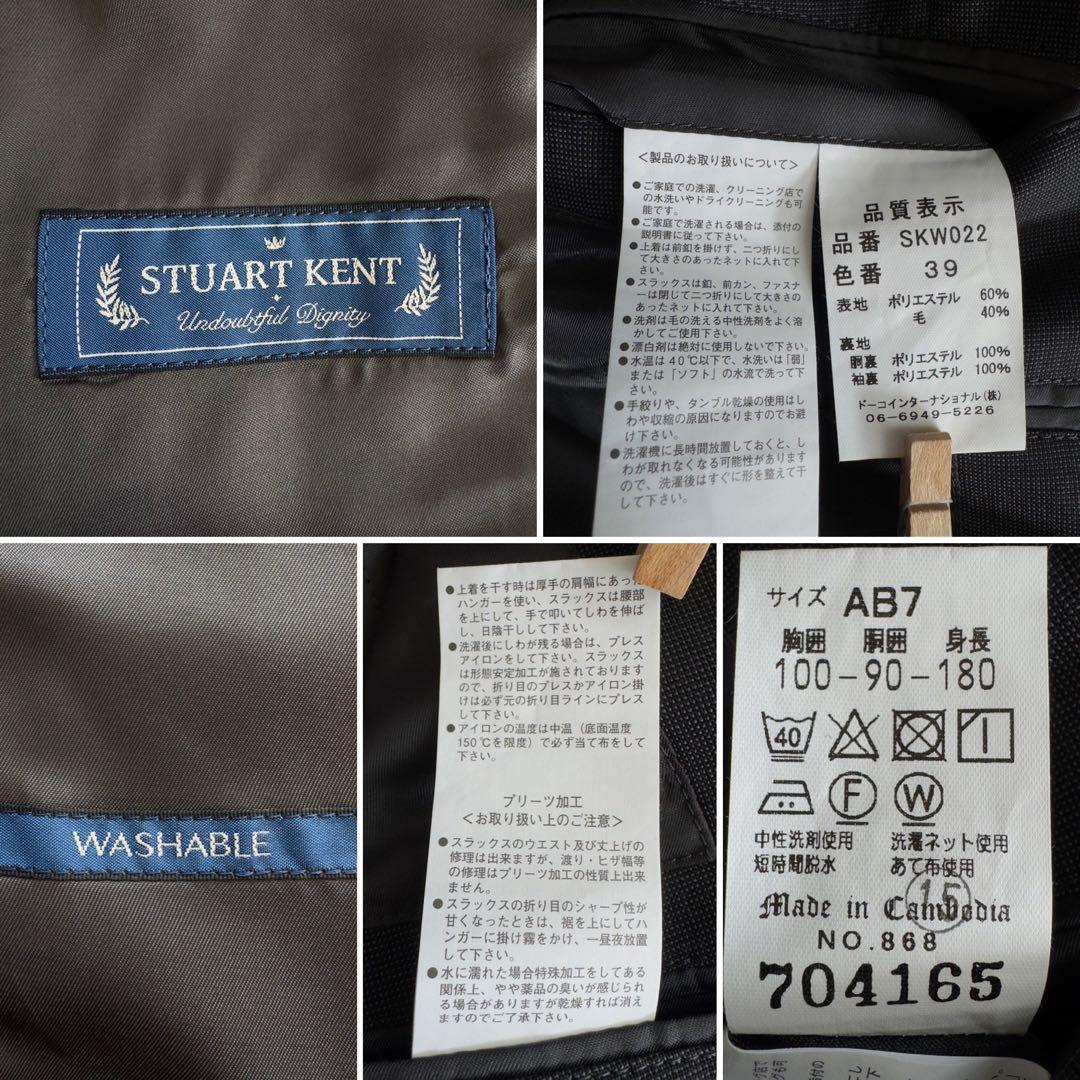 STUART KENT
Undoubtful Dignity
<製品のお取り扱いについて>
●ご家庭での洗濯、クリーニング店で
の水洗いやドライクリーニングも可
能です。
●ご家庭で洗濯される場合は、添付の
説明書に従って下さい。
●上着は前釦を掛けず、二つ折りにし
て大きさのあったネットに入れて下
さい。
●スラックスは釦、前カン、ファスナ
ーは閉じて二つ折りにして大きさの
あったネットに入れて下さい。
●洗剤は毛の洗える中性洗剤をよく溶
かしてご使用下さい。
●漂白剤は絶対に使用しないで下さい。
●水温は40℃以下で、水洗いは「弱」
または「ソフト」の水流で洗って下
さい。
●手絞りや、タンブル乾燥の使用はし
わや収縮の原因になりますのでお避
け下さい。
●洗濯機に長時間放置しておくと、し
わが取れなくなる可能性があります
ので、洗濯後はすぐに形を整えて干
して下さい。
品質表示
品番 SKW022
色番 39
表地 ポリエステル 60%
毛 40%
裏地
胴裏 ポリエステル 100%
袖裏 ポリエステル 100%
ドーコインターナショナル(株)
06-6949-5226
WASHABLE
●上着を干す時は厚手の肩幅にあった
ハンガーを使い、スラックスは腰部
を上にして、手で叩いてしわを伸ば
し、日陰干しして下さい。
●洗濯後にしわが残る場合は、プレス
アイロンをして下さい。スラックス
は形態安定加工が施されております
ので、折り目のプレスかアイロン掛
けは必ず元の折り目ラインにプレス
して下さい。
●アイロンの温度は中温(底面温度
150℃を限度)で必ず当て布をして
下さい。
プリーツ加工
<お取り扱い上のご注意>
●スラックスのウエスト及び丈上げの
修理は出来ますが、渡り・ヒザ幅等
の修理はプリーツ加工の性質上出来
ません。
●スラックスの折り目のシャープ性が
甘くなったときは、裾を上にしてハ
ンガーに掛け霧をかけ、一昼夜放置
して下さい。
●水に濡れた場合特殊加工をしてある
関係上、やや薬品の臭いが感じられ
る場合がありますが乾燥すれば消え
ますのでご了承下さい。
サイズ AB7
胸囲 胴囲 身長
100-90-180
40
F W
中性洗剤使用 洗濯ネット使用
短時間脱水 あて布使用
15
Made in Cambodia
NO.868
704165